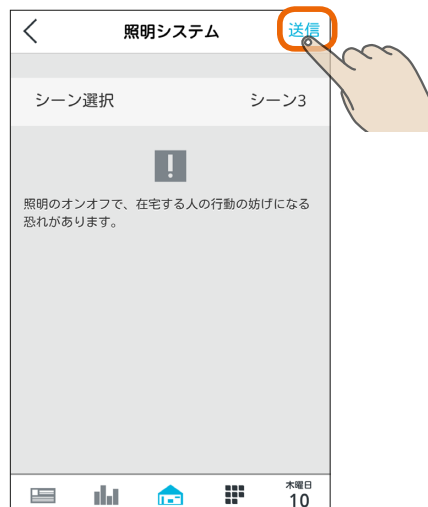 照明システム
送信
シーン選択
シーン3
照明のオンオフで、在宅する人の行動の妨げになる
恐れがあります。
木曜日
10